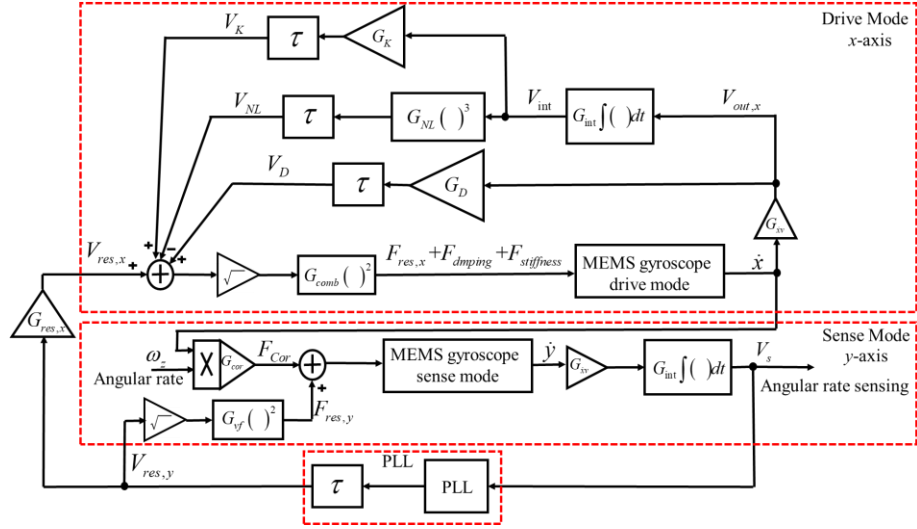 Drive Mode
x-axis
V_K
τ
G_K
V_NL
τ
G_NL( )^3
V_int
G_int∫( )dt
V_out,x
V_D
τ
G_D
G_xv
V_res,x
+
+
−
+
+
√
G_comb( )^2
F_res,x+F_dmping+F_stiffness
MEMS gyroscope
drive mode
ẋ
G_res,x
Sense Mode
y-axis
ω_z
Angular rate
X
G_cor
F_Cor
+
+
MEMS gyroscope
sense mode
ẏ
G_xv
G_int∫( )dt
V_s
Angular rate sensing
√
G_vf( )^2
F_res,y
V_res,y
PLL
τ
PLL